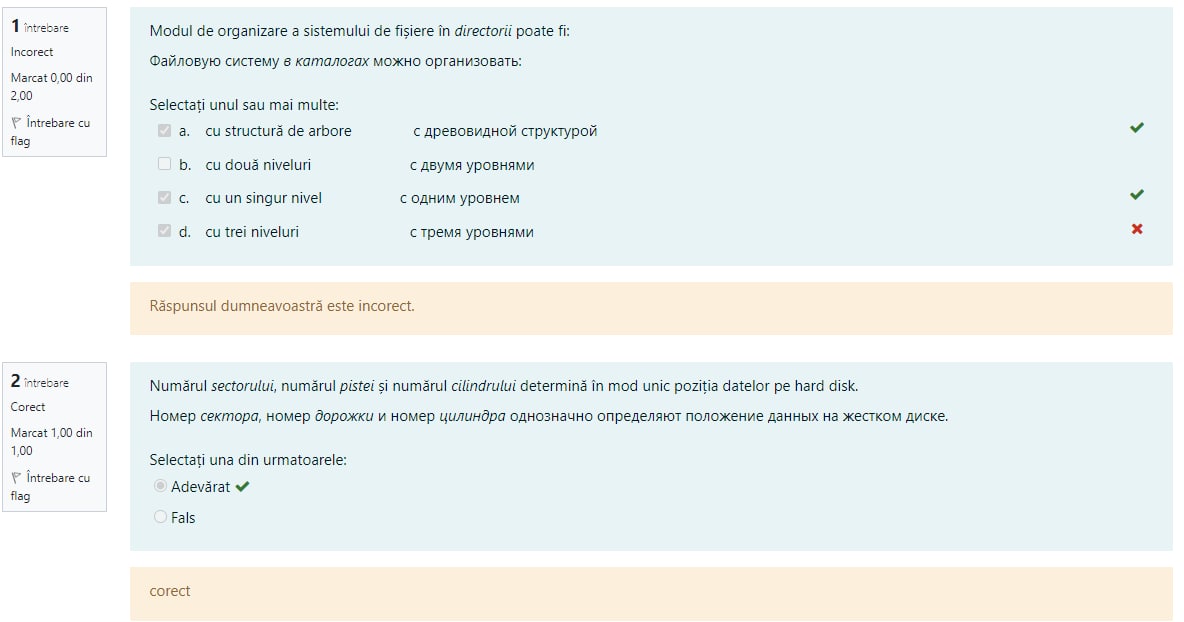 1 întrebare
Incorect
Marcat 0,00 din
2,00
Întrebare cu
flag
Modul de organizare a sistemului de fișiere în directorii poate fi:
Файловую систему в каталогах можно организовать:
Selectați unul sau mai multe:
a. cu structură de arbore с древовидной структурой
b. cu două niveluri с двумя уровнями
c. cu un singur nivel с одним уровнем
d. cu trei niveluri с тремя уровнями
Răspunsul dumneavoastră este incorect.
2 întrebare
Corect
Marcat 1,00 din
1,00
Întrebare cu
flag
Numărul sectorului, numărul pistei și numărul cilindrului determină în mod unic poziția datelor pe hard disk.
Номер сектора, номер дорожки и номер цилиндра однозначно определяют положение данных на жестком диске.
Selectați una din urmatoarele:
Adevărat
Fals
corect